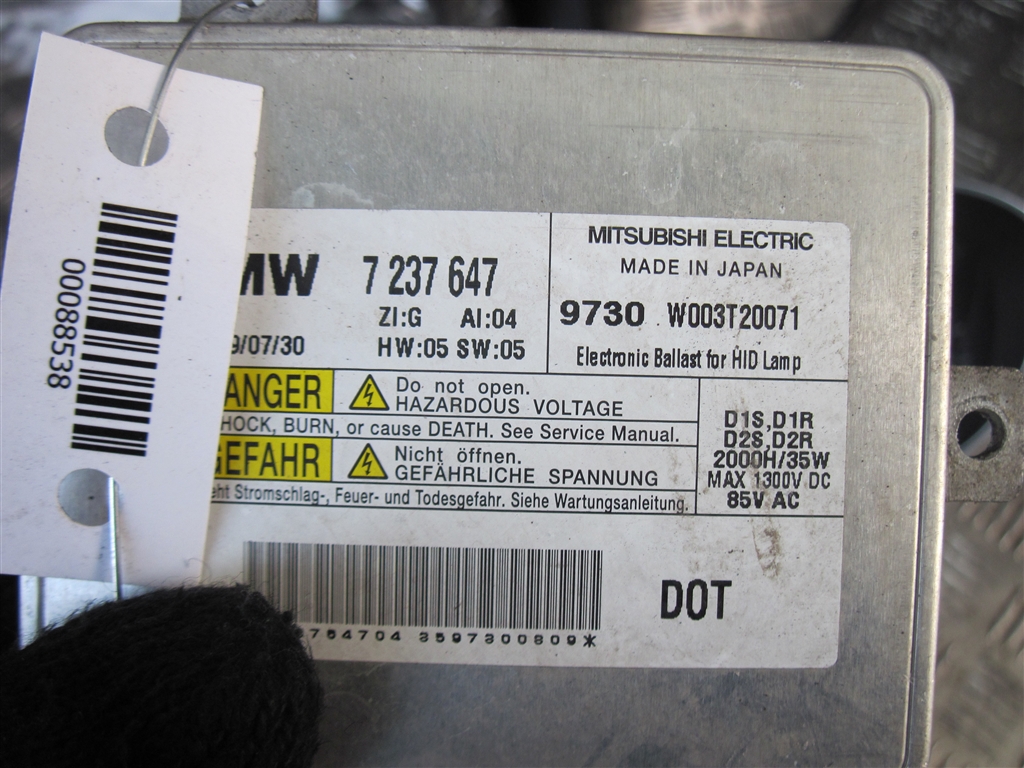 00088538
MW 7 237 647
ZI:G AI:04
9/07/30 HW:05 SW:05
MITSUBISHI ELECTRIC
MADE IN JAPAN
9730 W003T20071
Electronic Ballast for HID Lamp
ANGER Do not open.
HAZARDOUS VOLTAGE
HOCK, BURN, or cause DEATH. See Service Manual.
GEFAHR Nicht öffnen.
GEFÄHRLICHE SPANNUNG
eht Stromschlag-, Feuer- und Todesgefahr. Siehe Wartungsanleitung.
D1S,D1R
D2S,D2R
2000H/35W
MAX 1300V DC
85V AC
DOT
764704 3597300809*